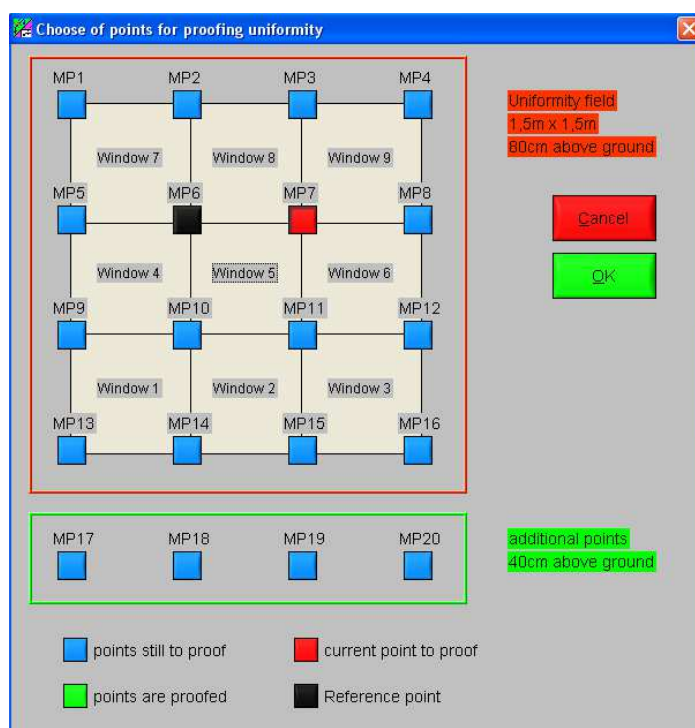 Choose of points for proofing uniformity
MP1 MP2 MP3 MP4
Uniformity field
1,5m x 1,5m
80cm above ground
Window 7 Window 8 Window 9
MP5 MP6 MP7 MP8
Cancel
OK
Window 4 Window 5 Window 6
MP9 MP10 MP11 MP12
Window 1 Window 2 Window 3
MP13 MP14 MP15 MP16
MP17 MP18 MP19 MP20
additional points
40cm above ground
points still to proof
current point to proof
points are proofed
Reference point